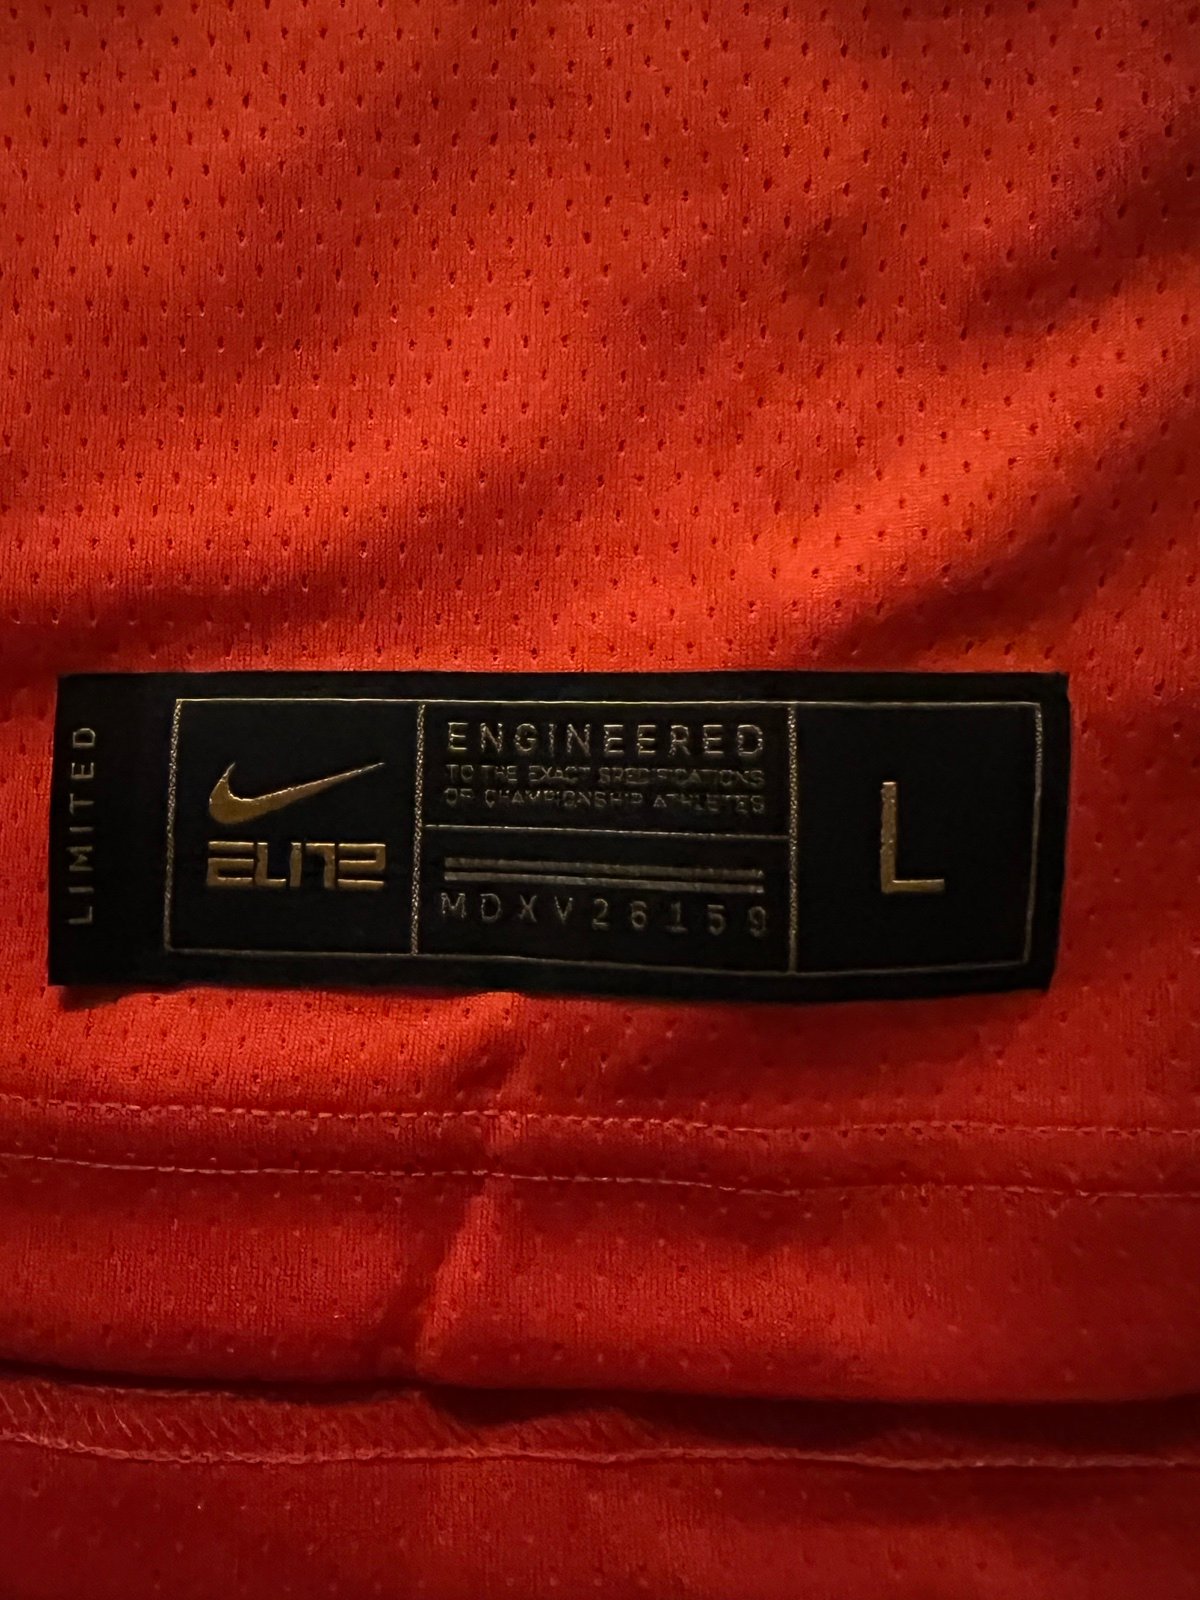 LIMITED
ELITE
ENGINEERED
TO THE EXACT SPECIFICATIONS
OF CHAMPIONSHIP ATHLETES
MDXV26159
L